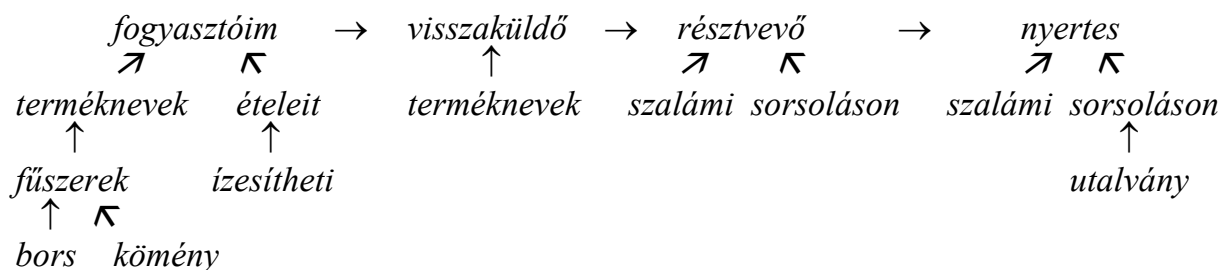 fogyasztóim → visszaküldő → résztvevő → nyertes
terméknevek ételeit terméknevek szalámi sorsoláson szalámi sorsoláson
fűszerek ízesítheti utalvány
bors kömény